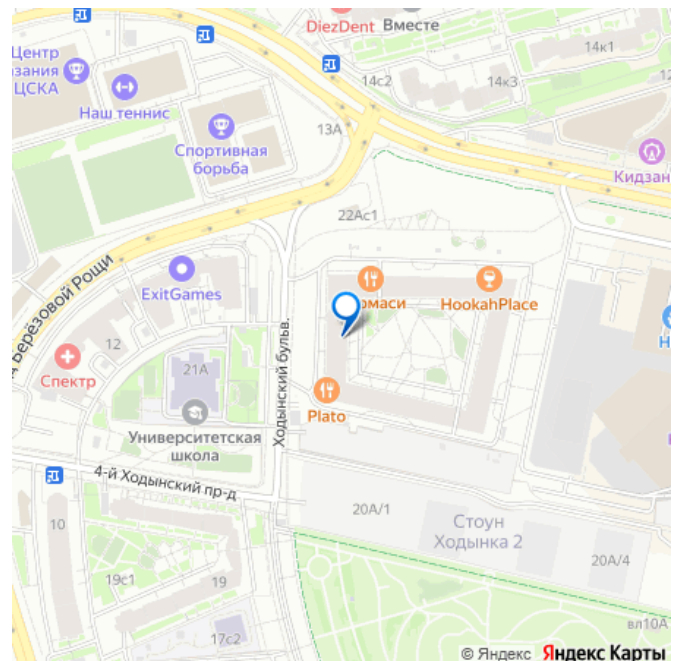 DiezDent
Вместе
14к1
Центр
зания
ЦСКА
14с2
14к3
12
Наш теннис
13А
Спортивная
борьба
Кидзан
22Ас1
д Берёзовой Рощи
ExitGames
омаси
HookahPlace
Н
12
Спектр
21А
Ходынский бульв.
Plato
Университетская
школа
4-й Ходынский пр-д
20А/1
Стоун
Ходынка 2
10
20А/4
19с1
19
17с2
вл10А
© Яндекс Яндекс Карты